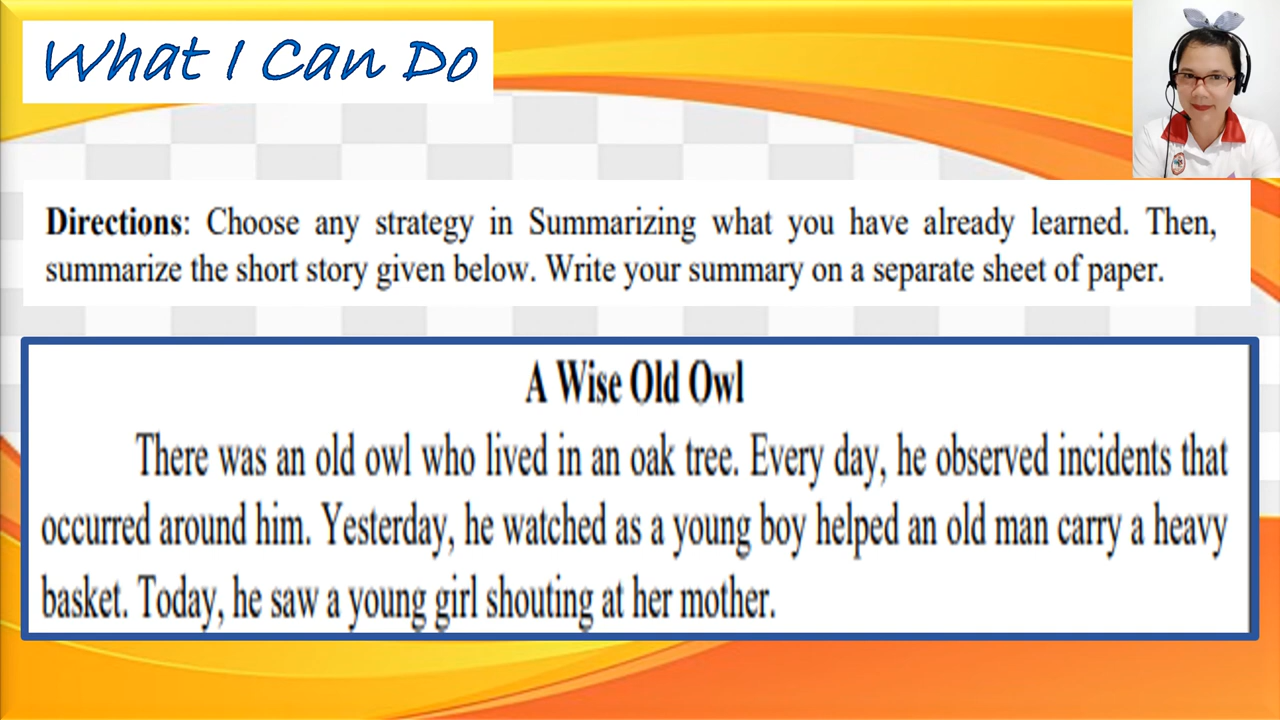 What I Can Do
Directions: Choose any strategy in Summarizing what you have already learned. Then,
summarize the short story given below. Write your summary on a separate sheet of paper.
A Wise Old Owl
There was an old owl who lived in an oak tree. Every day, he observed incidents that
occurred around him. Yesterday, he watched as a young boy helped an old man carry a heavy
basket. Today, he saw a young girl shouting at her mother.